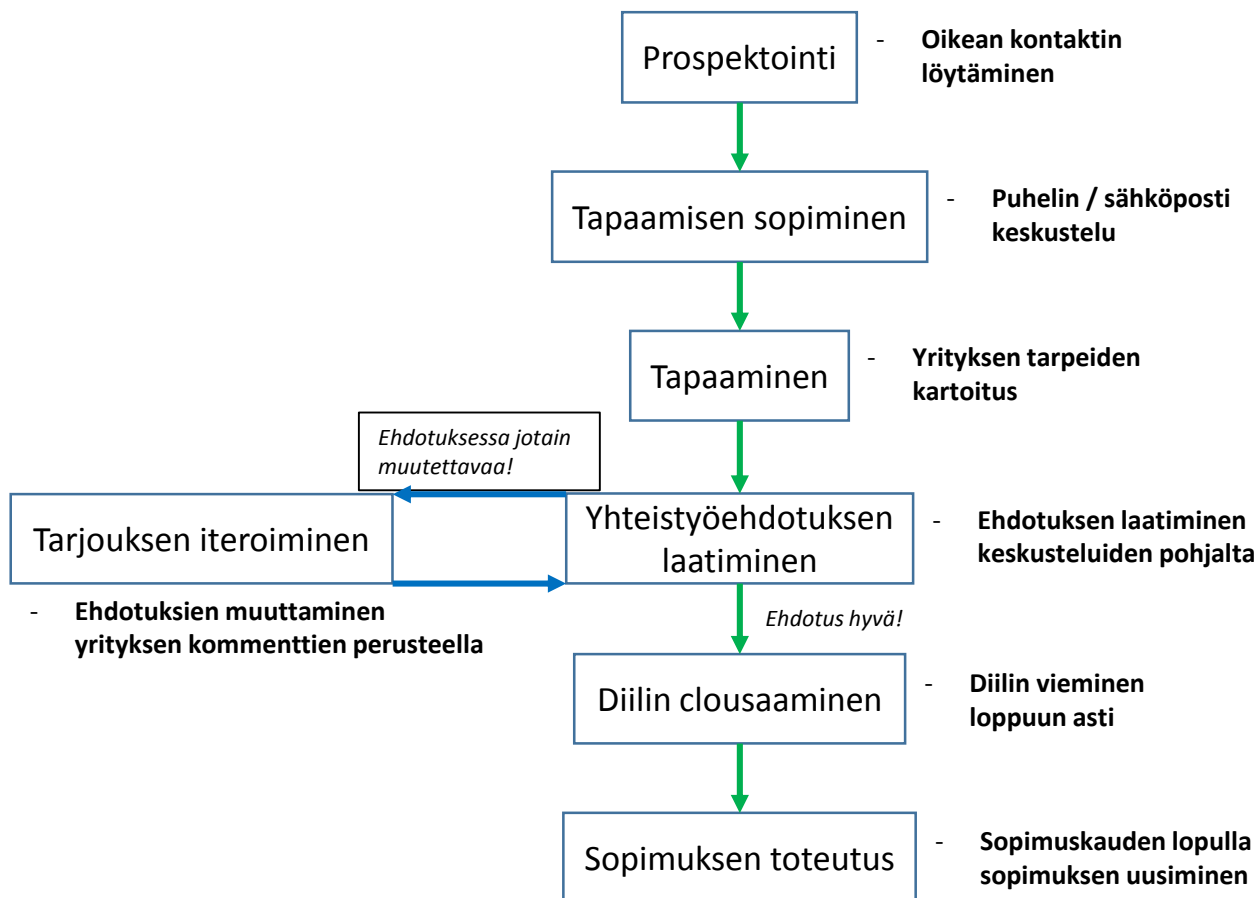 Prospektointi
- Oikean kontaktin
löytäminen
Tapaamisen sopiminen
- Puhelin / sähköposti
keskustelu
Tapaaminen
- Yrityksen tarpeiden
kartoitus
Ehdotuksessa jotain
muutettavaa!
Tarjouksen iteroiminen
- Ehdotuksien muuttaminen
yrityksen kommenttien perusteella
Yhteistyöehdotuksen
laatiminen
- Ehdotuksen laatiminen
keskusteluiden pohjalta
Ehdotus hyvä!
Diilin clousaaminen
- Diilin vieminen
loppuun asti
Sopimuksen toteutus
- Sopimuskauden lopulla
sopimuksen uusiminen